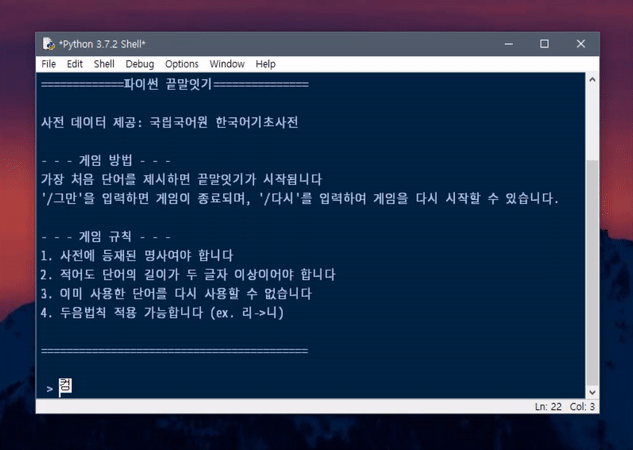 *Python 3.7.2 Shell*
File Edit Shell Debug Options Window Help
=============파이썬 끝말잇기===============
사전 데이터 제공: 국립국어원 한국어기초사전
- - - 게임 방법 - - -
가장 처음 단어를 제시하면 끝말잇기가 시작됩니다
'/그만'을 입력하면 게임이 종료되며, '/다시'를 입력하여 게임을 다시 시작할 수 있습니다.
- - - 게임 규칙 - - -
1. 사전에 등재된 명사여야 합니다
2. 적어도 단어의 길이가 두 글자 이상이어야 합니다
3. 이미 사용한 단어를 다시 사용할 수 없습니다
4. 두음법칙 적용 가능합니다 (ex. 리->니)
==========================================
> 컴
Ln: 22 Col: 3